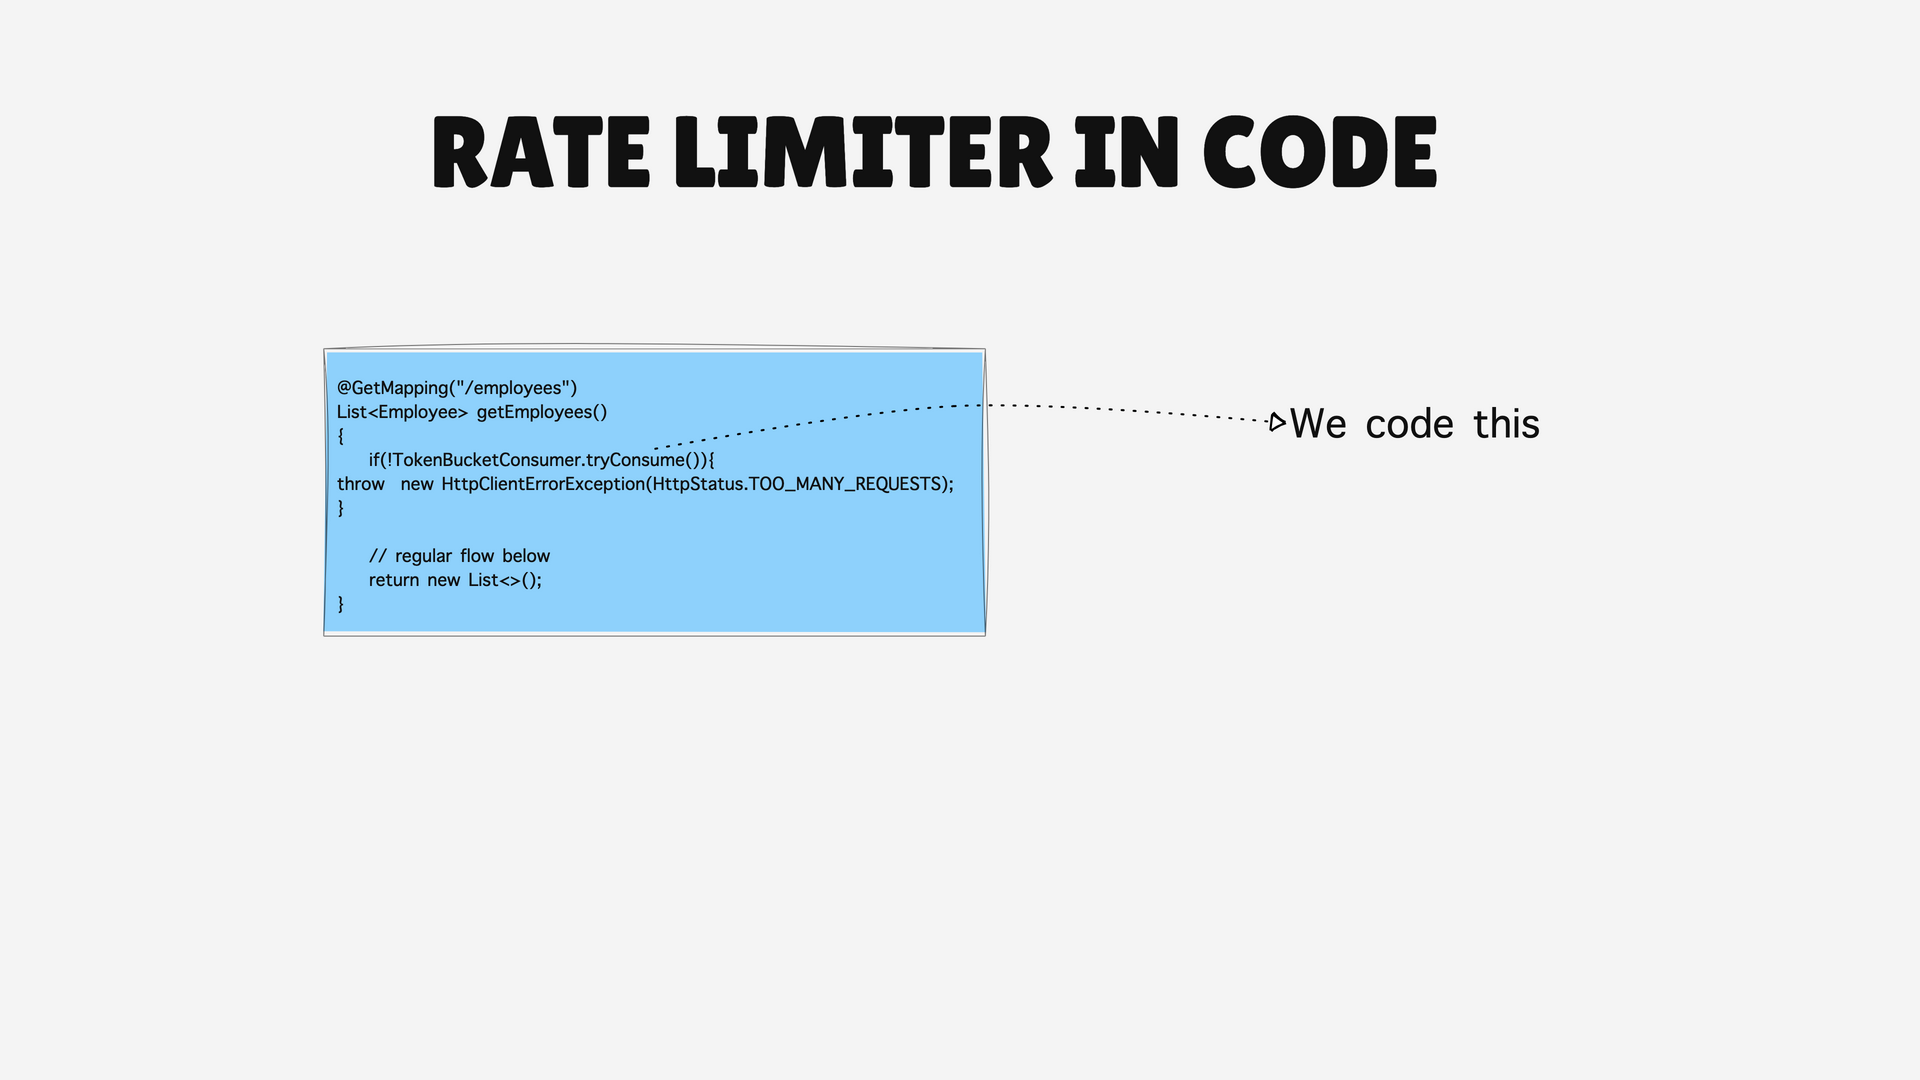 RATE LIMITER IN CODE
@GetMapping("/employees")
List<Employee> getEmployees()
{
if(!TokenBucketConsumer.tryConsume()){
throw new HttpClientErrorException(HttpStatus.TOO_MANY_REQUESTS);
}
// regular flow below
return new List<>();
}
We code this